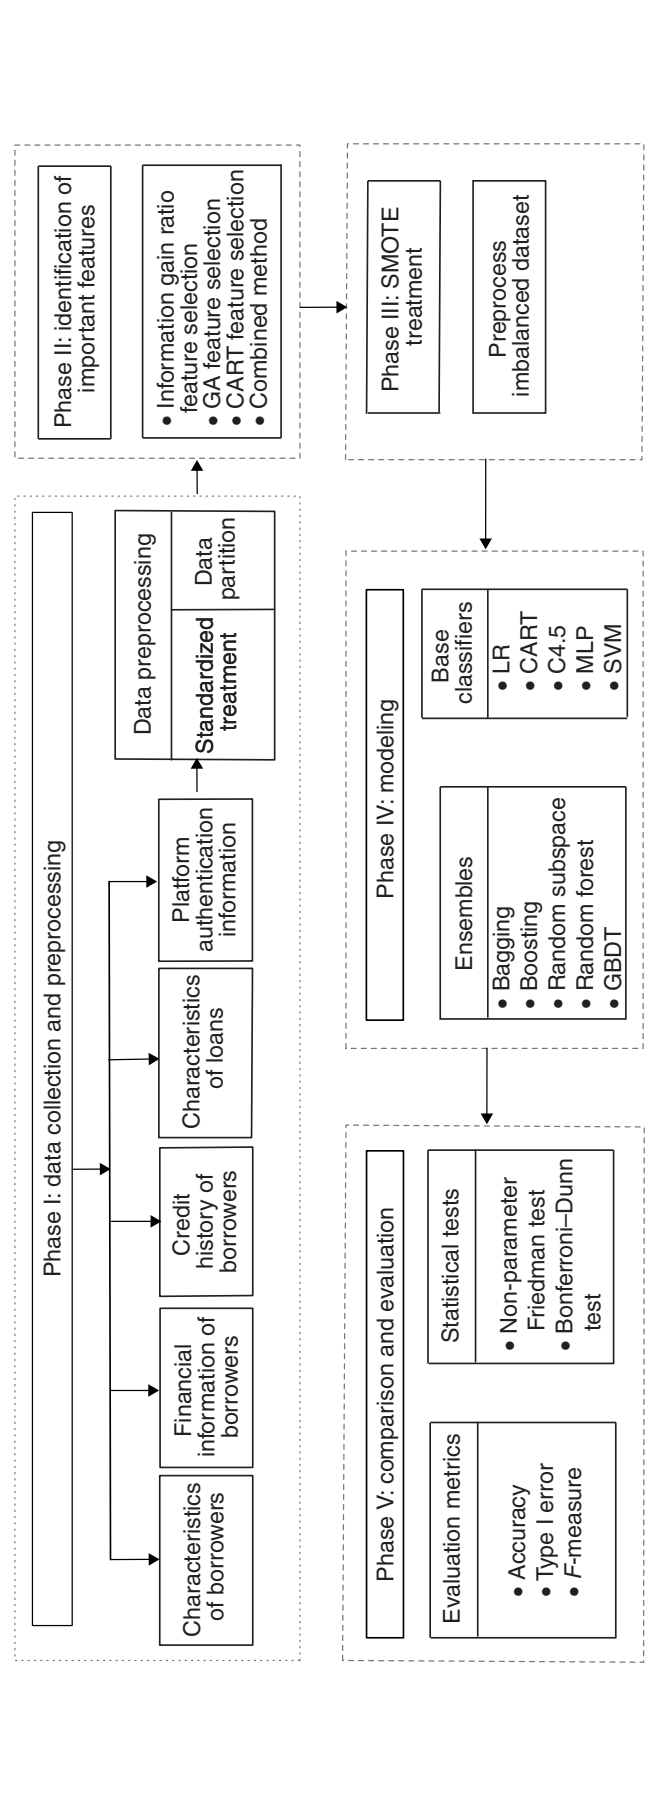 Phase I: data collection and preprocessing
Characteristics
of borrowers
Financial
information of
borrowers
Credit
history of
borrowers
Characteristics
of loans
Platform
authentication
information
Data preprocessing
Standardized
treatment
Data
partition
Phase II: identification of
important features
• Information gain ratio
feature selection
• GA feature selection
• CART feature selection
• Combined method
Phase III: SMOTE
treatment
Preprocess
imbalanced dataset
Phase IV: modeling
Ensembles
• Bagging
• Boosting
• Random subspace
• Random forest
• GBDT
Base
classifiers
• LR
• CART
• C4.5
• MLP
• SVM
Phase V: comparison and evaluation
Evaluation metrics
• Accuracy
• Type I error
• F-measure
Statistical tests
• Non-parameter
Friedman test
• Bonferroni–Dunn
test